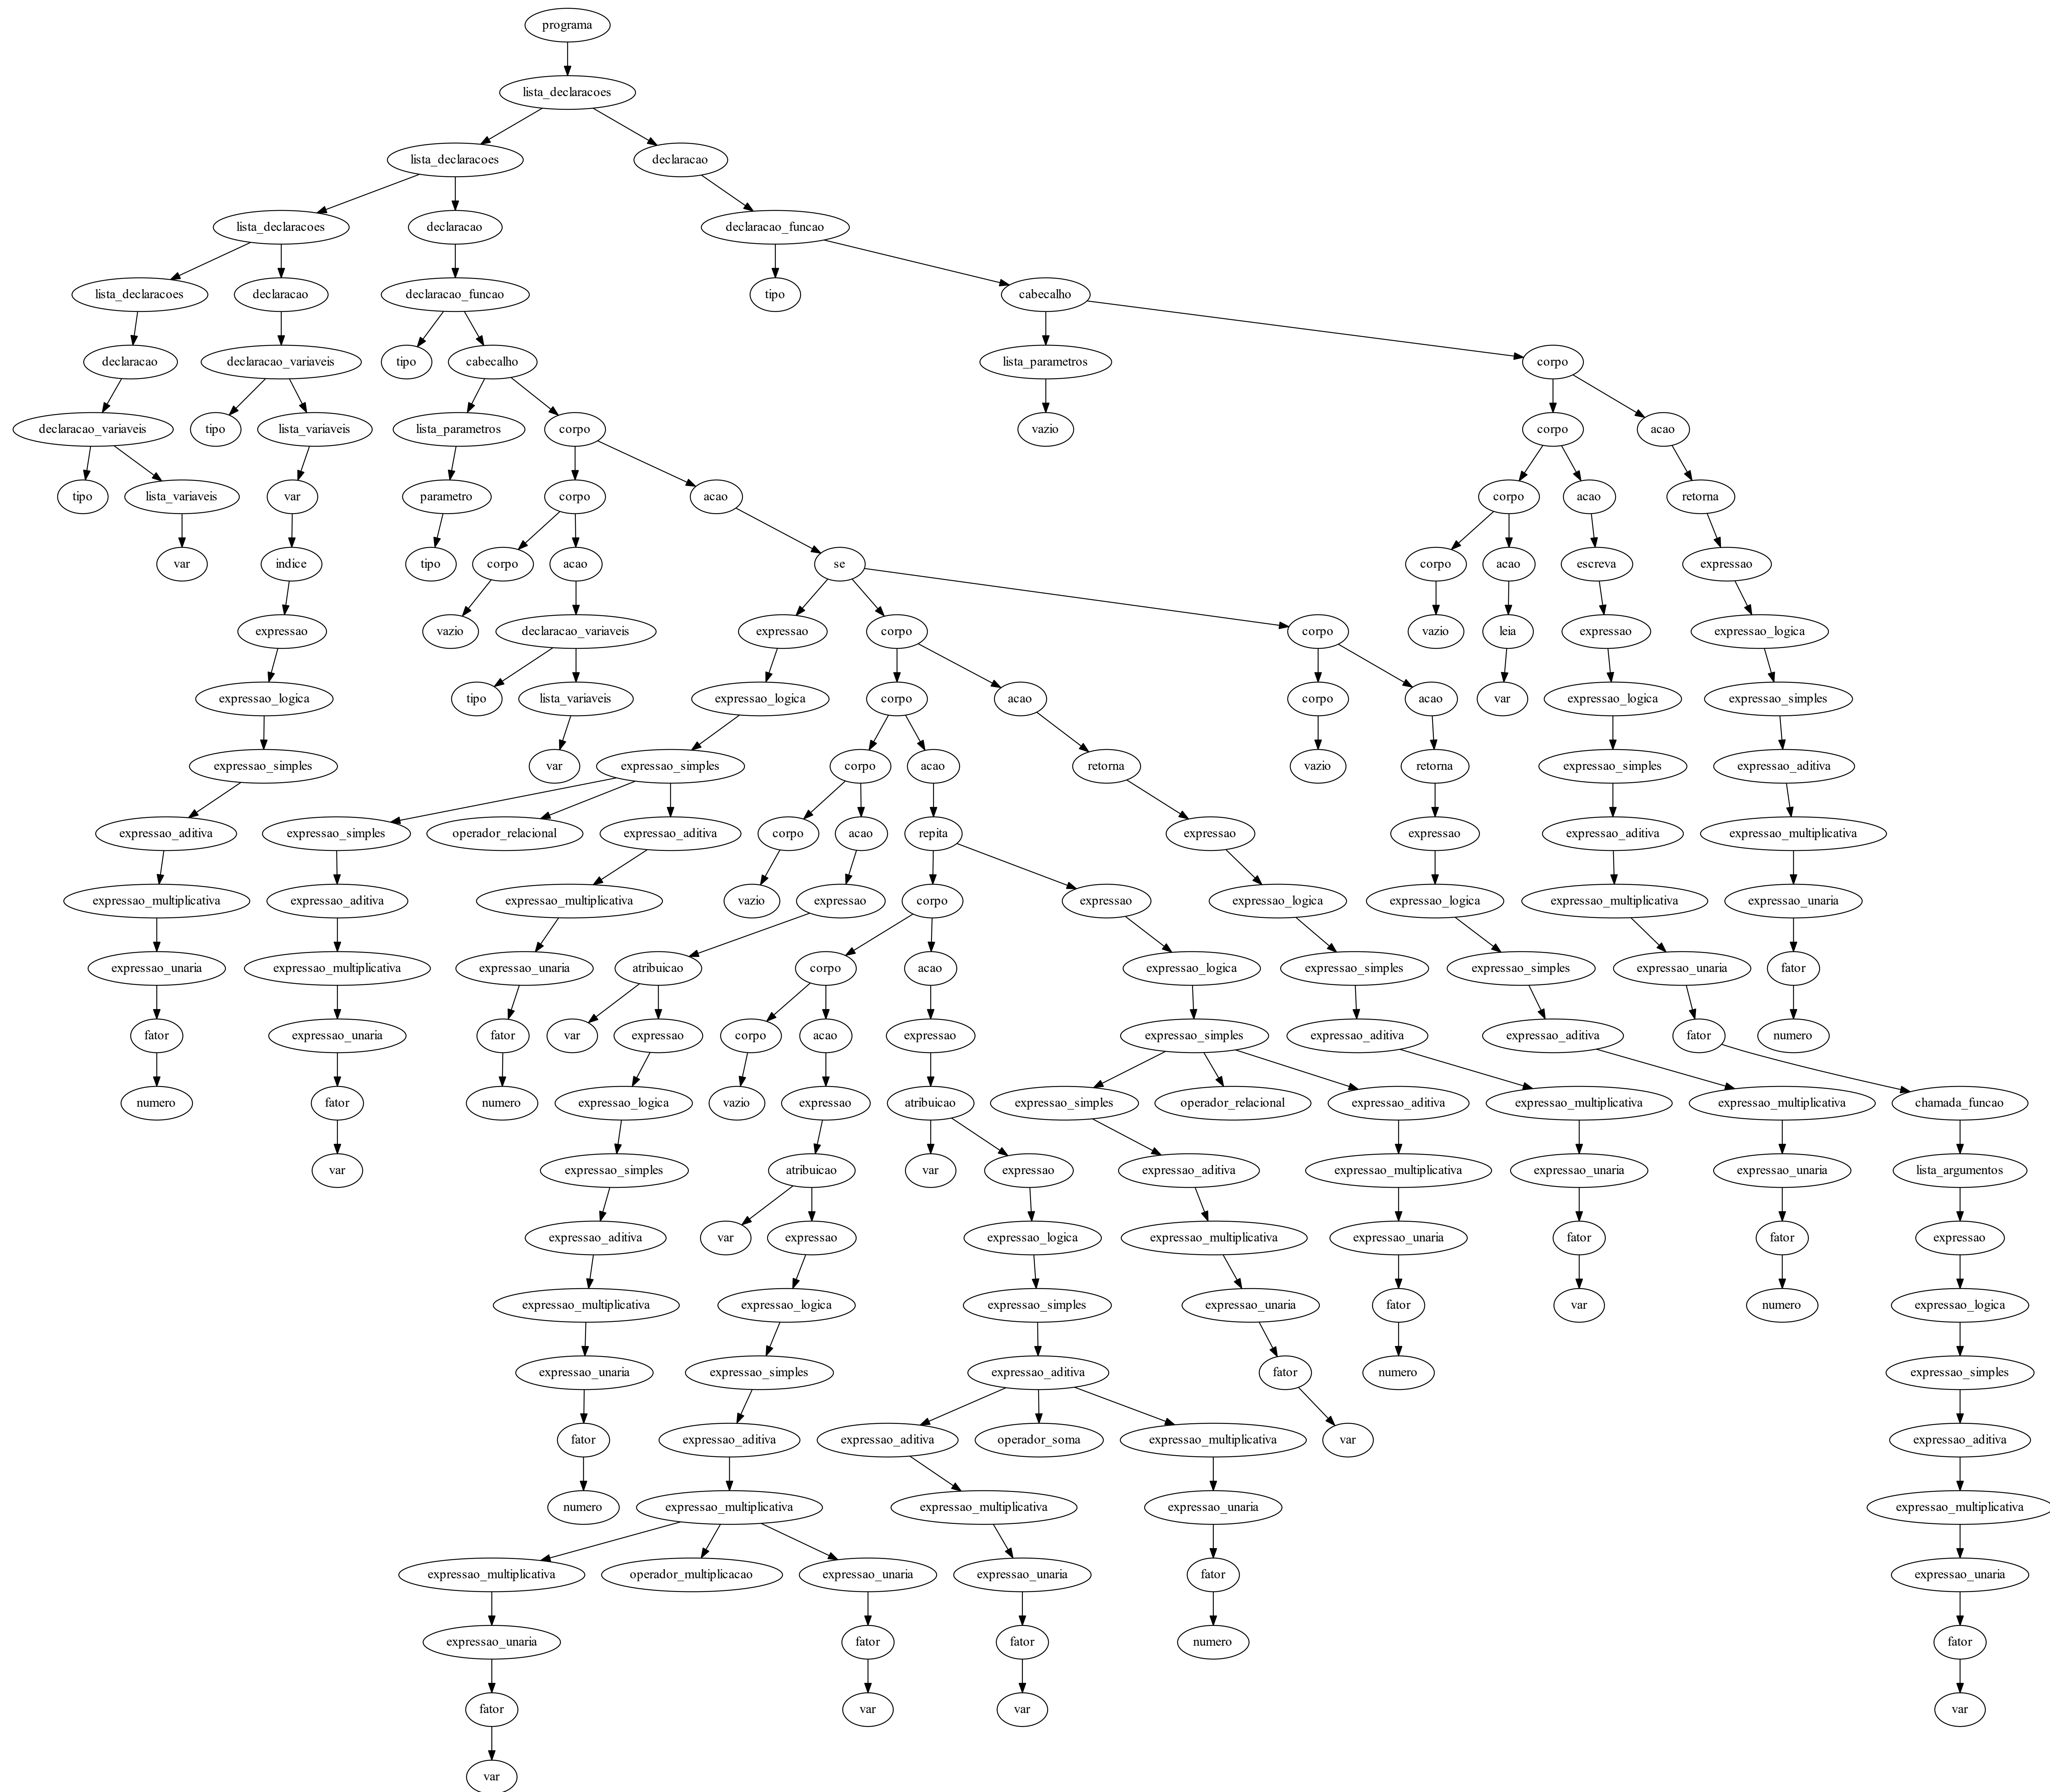 programa
lista_declaracoes
lista_declaracoes
declaracao
lista_declaracoes
declaracao
declaracao_funcao
lista_declaracoes
declaracao
declaracao_funcao
tipo
cabecalho
declaracao
declaracao_variaveis
tipo
cabecalho
lista_parametros
corpo
declaracao_variaveis
tipo
lista_variaveis
lista_parametros
corpo
vazio
corpo
acao
tipo
lista_variaveis
var
parametro
corpo
acao
corpo
acao
retorna
var
indice
tipo
corpo
acao
se
corpo
acao
escreva
expressao
expressao
vazio
declaracao_variaveis
expressao
corpo
corpo
vazio
leia
expressao
expressao_logica
expressao_logica
tipo
lista_variaveis
expressao_logica
corpo
acao
corpo
acao
var
expressao_logica
expressao_simples
expressao_simples
var
expressao_simples
corpo
acao
retorna
vazio
retorna
expressao_simples
expressao_aditiva
expressao_aditiva
expressao_simples
operador_relacional
expressao_aditiva
corpo
acao
repita
expressao
expressao
expressao_aditiva
expressao_multiplicativa
expressao_multiplicativa
expressao_aditiva
expressao_multiplicativa
vazio
expressao
corpo
expressao
expressao_logica
expressao_logica
expressao_multiplicativa
expressao_unaria
expressao_unaria
expressao_multiplicativa
expressao_unaria
atribuicao
corpo
acao
expressao_logica
expressao_simples
expressao_simples
expressao_unaria
fator
fator
expressao_unaria
fator
var
expressao
corpo
acao
expressao
expressao_simples
expressao_aditiva
expressao_aditiva
fator
numero
numero
fator
numero
expressao_logica
vazio
expressao
atribuicao
expressao_simples
operador_relacional
expressao_aditiva
expressao_multiplicativa
expressao_multiplicativa
chamada_funcao
var
expressao_simples
atribuicao
var
expressao
expressao_aditiva
expressao_multiplicativa
expressao_unaria
expressao_unaria
lista_argumentos
expressao_aditiva
var
expressao
expressao_logica
expressao_multiplicativa
expressao_unaria
fator
fator
expressao
expressao_multiplicativa
expressao_logica
expressao_simples
expressao_unaria
fator
var
numero
expressao_logica
expressao_unaria
expressao_simples
expressao_aditiva
fator
numero
expressao_simples
fator
expressao_aditiva
expressao_aditiva
operador_soma
expressao_multiplicativa
var
expressao_aditiva
numero
expressao_multiplicativa
expressao_multiplicativa
expressao_unaria
expressao_multiplicativa
expressao_multiplicativa
operador_multiplicacao
expressao_unaria
expressao_unaria
fator
expressao_unaria
expressao_unaria
fator
fator
numero
fator
fator
var
var
var
var